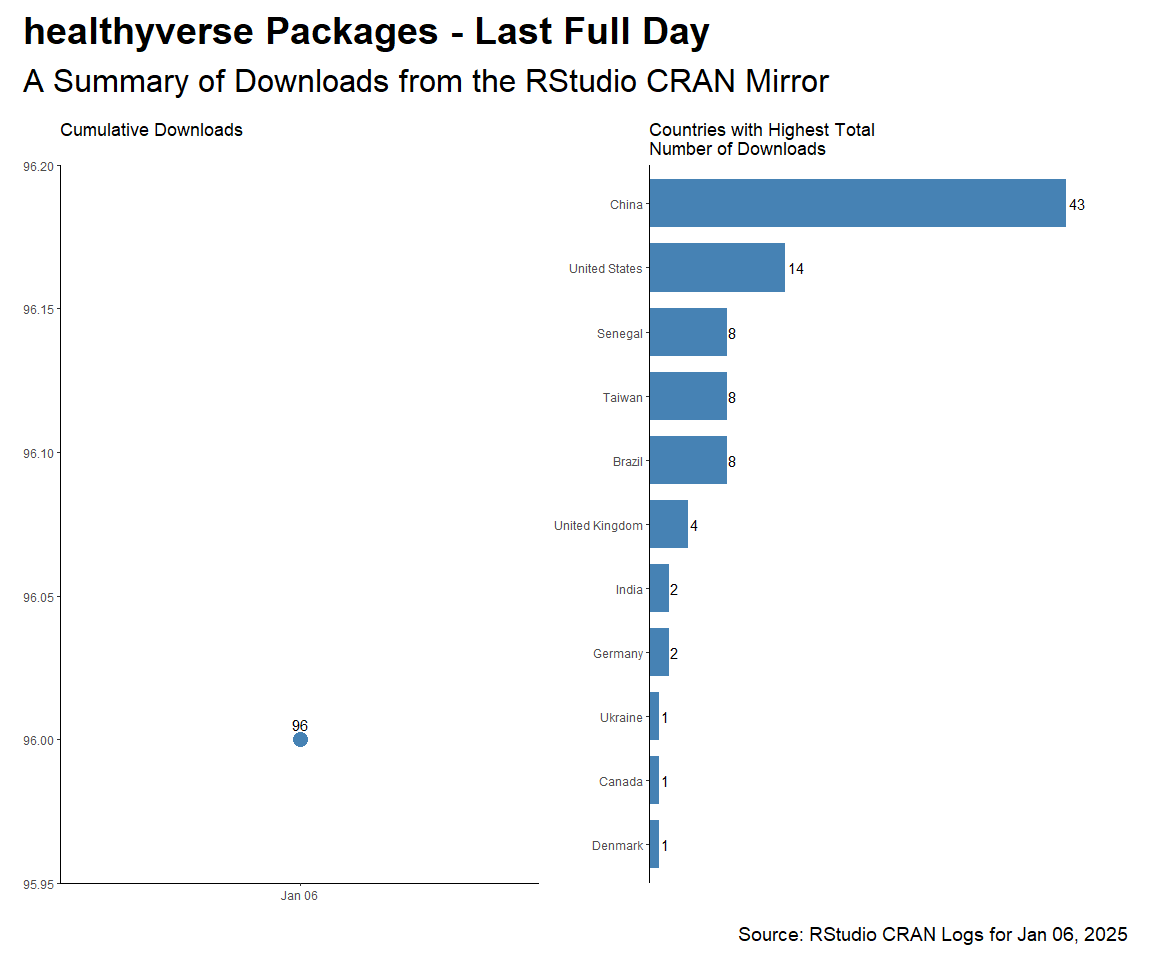 healthyverse Packages - Last Full Day
A Summary of Downloads from the RStudio CRAN Mirror
Cumulative Downloads
96.20
96.15
96.10
96.05
96.00
95.95
96
Jan 06
Countries with Highest Total
Number of Downloads
China 43
United States 14
Senegal 8
Taiwan 8
Brazil 8
United Kingdom 4
India 2
Germany 2
Ukraine 1
Canada 1
Denmark 1
Source: RStudio CRAN Logs for Jan 06, 2025